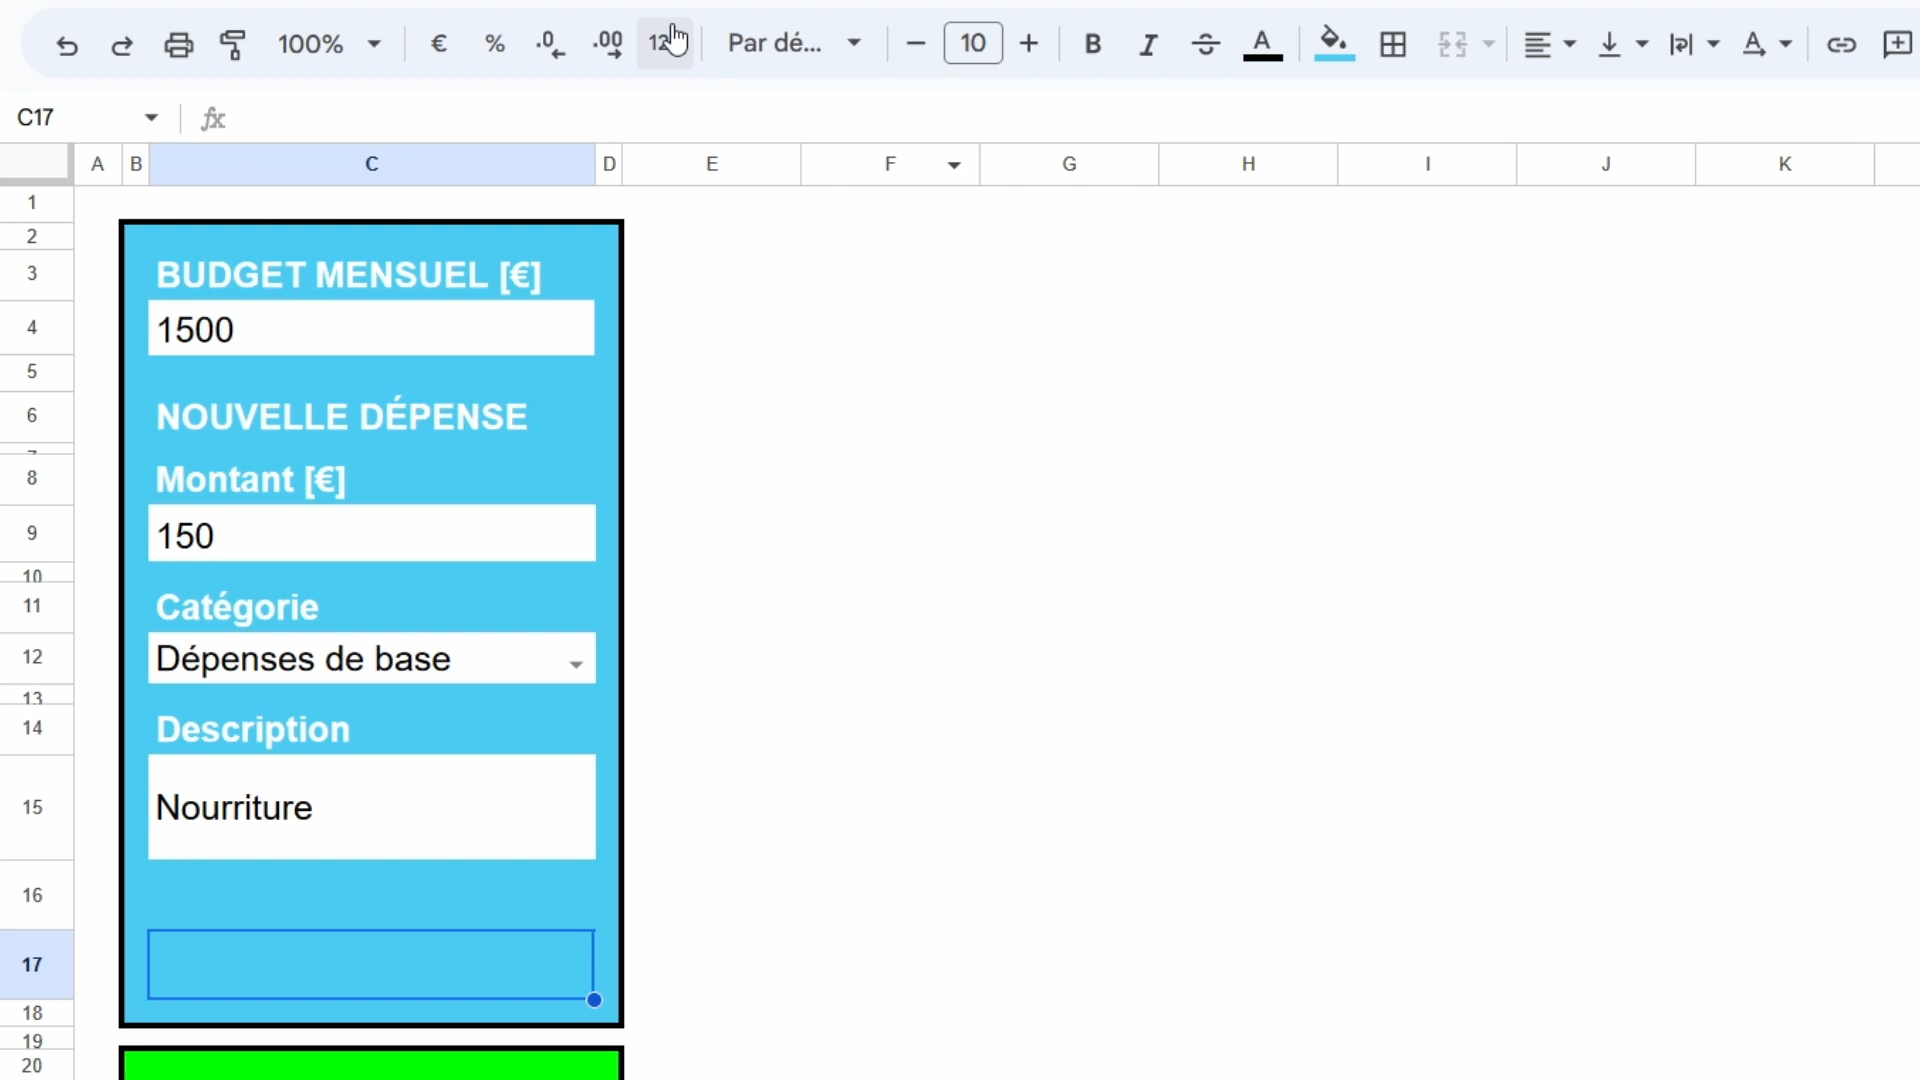 100% € % .0 .00 12 Par dé... 10 B I S A A
C17 fx
A B C D E F G H I J K
1
2
3 BUDGET MENSUEL [€]
4 1500
5
6 NOUVELLE DÉPENSE
8 Montant [€]
9 150
10
11 Catégorie
12 Dépenses de base
13
14 Description
15 Nourriture
16
17
18
19
20